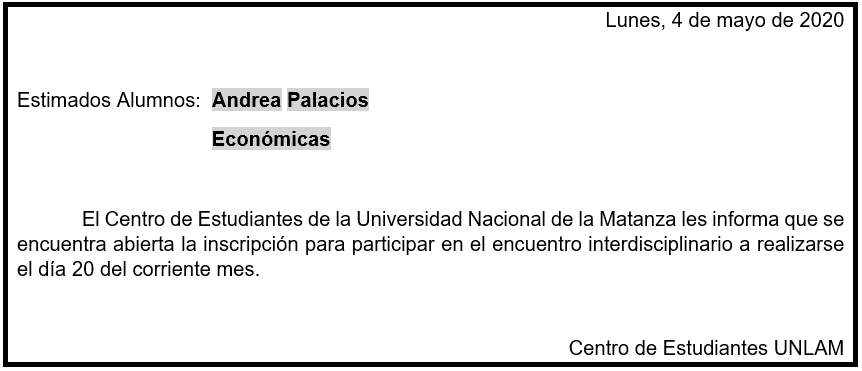 Lunes, 4 de mayo de 2020
Estimados Alumnos: Andrea Palacios
Económicas
El Centro de Estudiantes de la Universidad Nacional de la Matanza les informa que se
encuentra abierta la inscripción para participar en el encuentro interdisciplinario a realizarse
el día 20 del corriente mes.
Centro de Estudiantes UNLAM